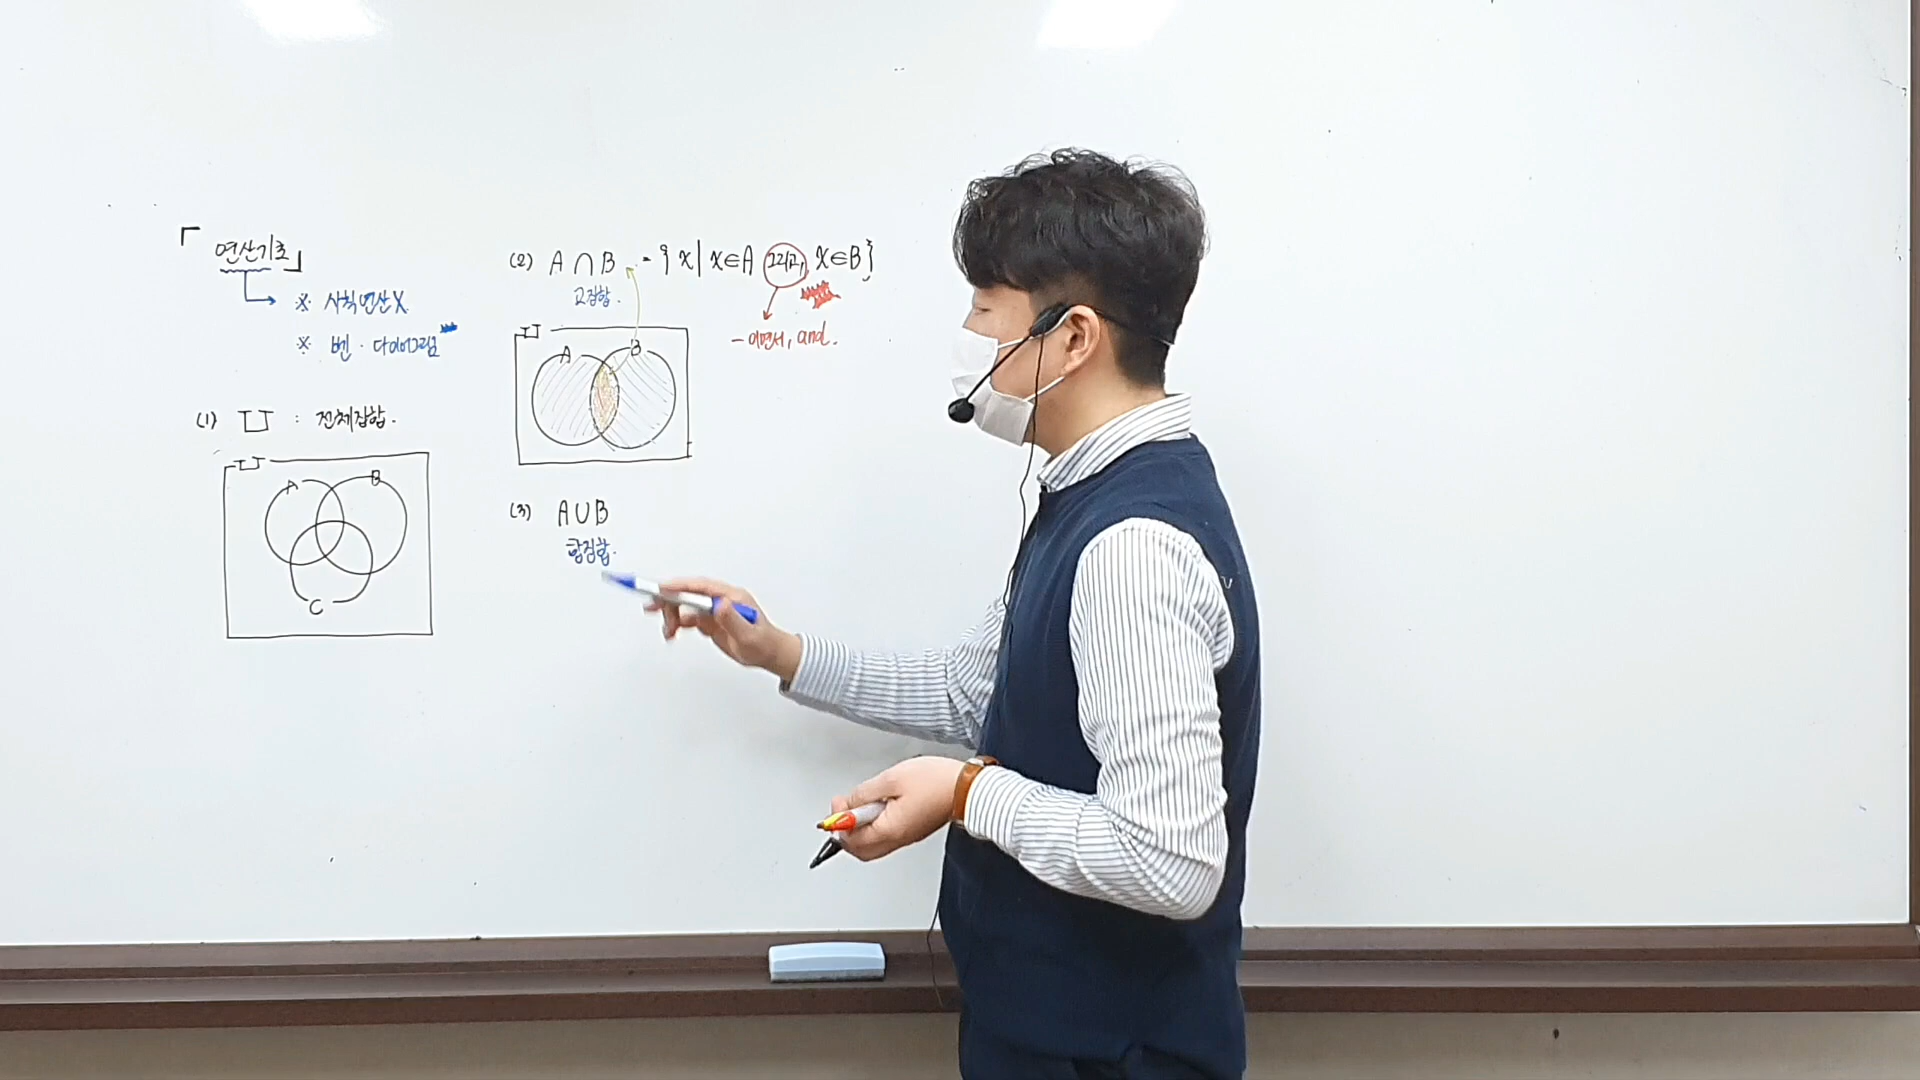 「연산기초」
※ 사칙연산 X
※ 벤·다이어그램
(1) U : 전체집합.
U
A B
C
(2) A ∩ B = { x | x∈A 그리고, x∈B }
교집합.
-이면서, and.
U
A B
(3) A∪B
합집합.